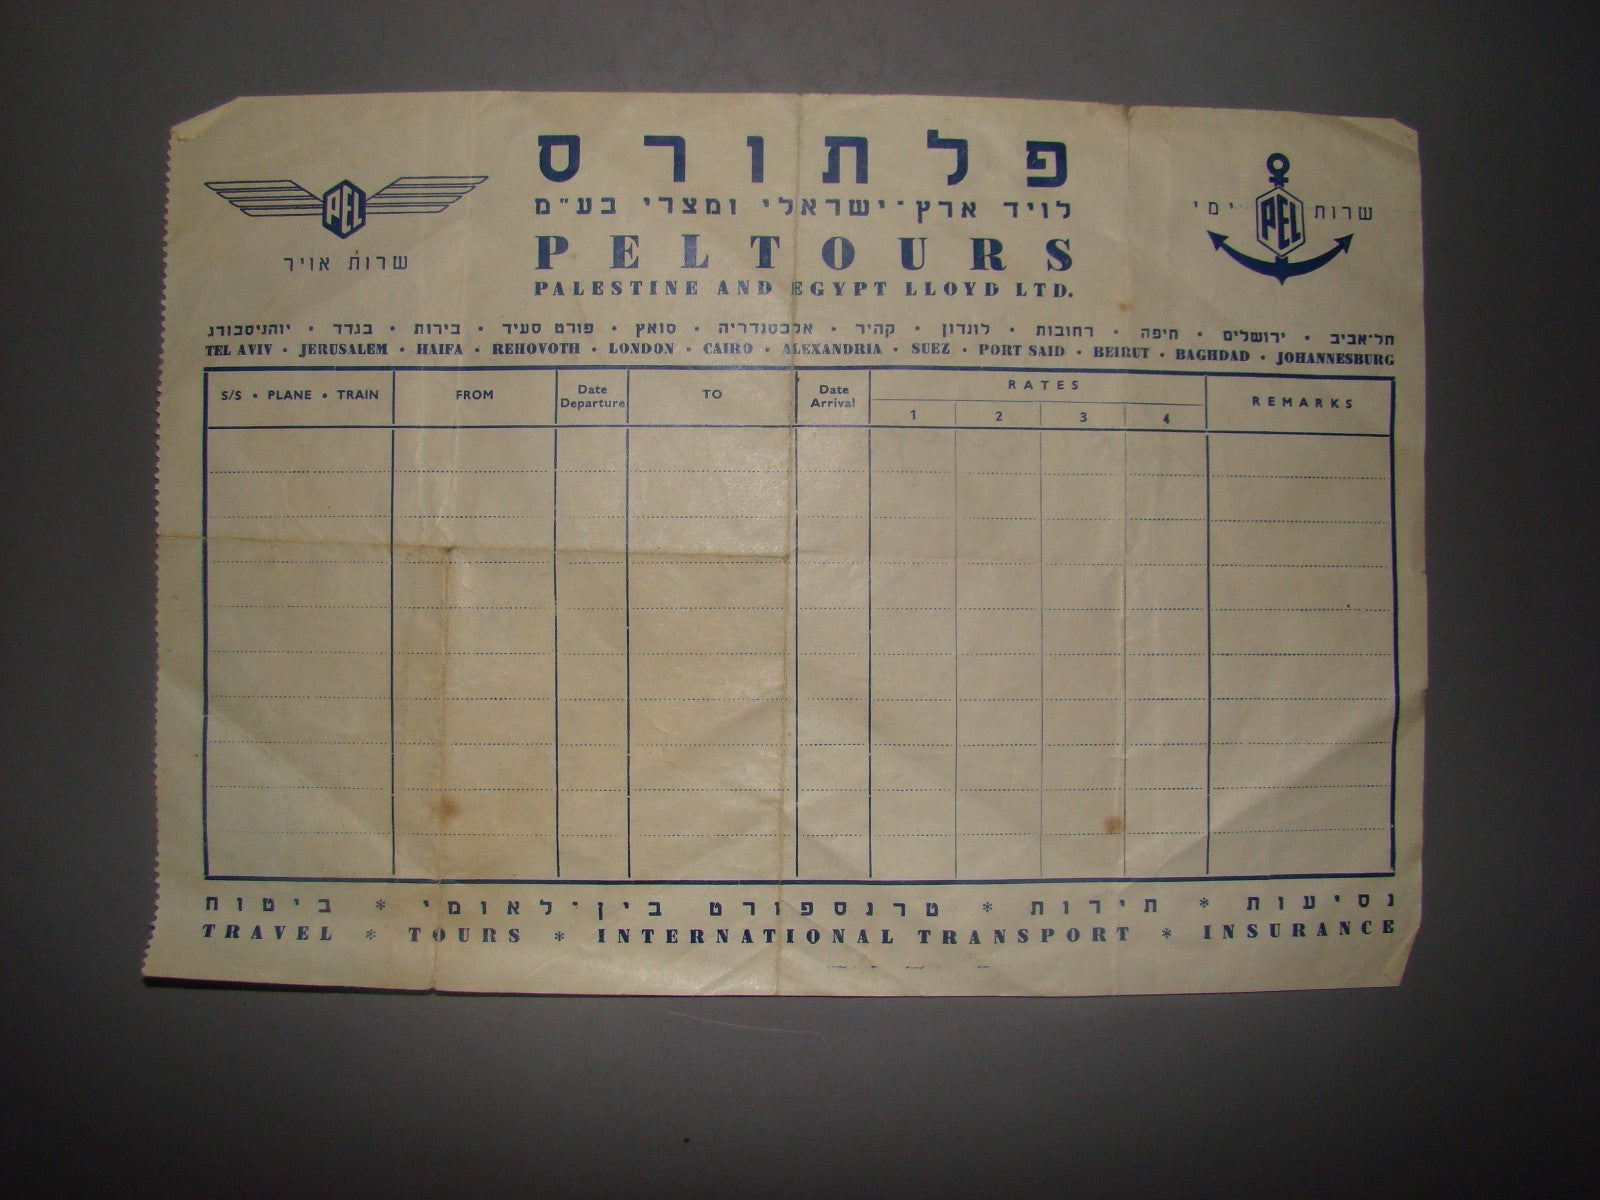 פלתורס
לויד ארץ-ישראלי ומצרי בע"מ
PELTOURS
PALESTINE AND EGYPT LLOYD LTD.
PEL
שרות אויר
שרות PEL ימי
תל-אביב • ירושלים • חיפה • רחובות • לונדון • קהיר • אלכסנדריה • סואץ • פורט סעיד • בירות • בגדד • יוהניסבורג
TEL AVIV • JERUSALEM • HAIFA • REHOVOTH • LONDON • CAIRO • ALEXANDRIA • SUEZ • PORT SAID • BEIRUT • BAGHDAD • JOHANNESBURG
S/S • PLANE • TRAIN
FROM
Date
Departure
TO
Date
Arrival
RATES
1 2 3 4
REMARKS
נסיעות * תירות * טרנספורט בין-לאומי * ביטוח
TRAVEL * TOURS * INTERNATIONAL TRANSPORT * INSURANCE